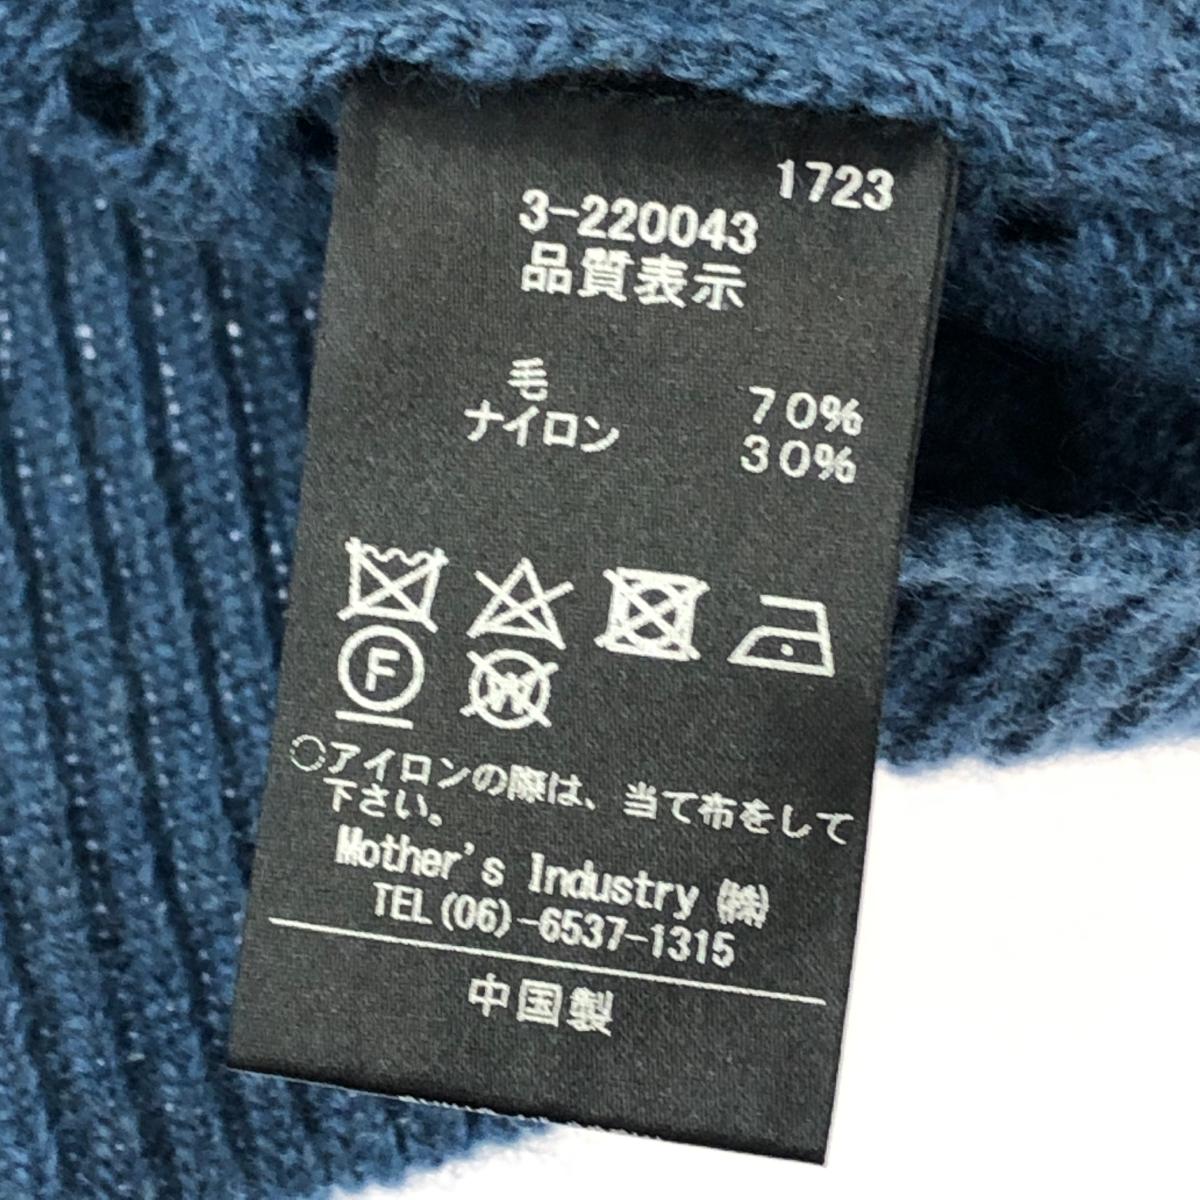 1723
3-220043
品質表示
毛 70%
ナイロン 30%
F W
○アイロンの際は、当て布をして
下さい。
Mother's Industry ㈱
TEL(06)-6537-1315
中国製